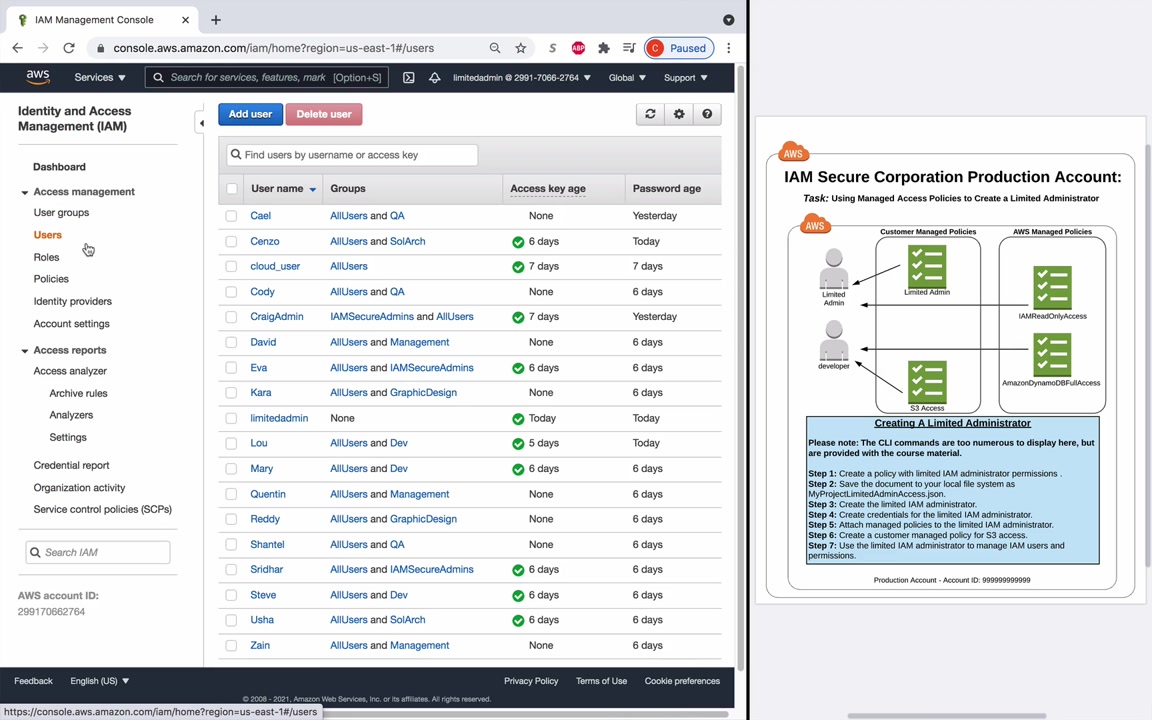 IAM Management Console
console.aws.amazon.com/iam/home?region=us-east-1#/users
S
ABP
C Paused
aws
Services
Search for services, features, mark [Option+S]
limitedadmin @ 2991-7066-2764
Global
Support
Identity and Access
Management (IAM)
Dashboard
Access management
User groups
Users
Roles
Policies
Identity providers
Account settings
Access reports
Access analyzer
Archive rules
Analyzers
Settings
Credential report
Organization activity
Service control policies (SCPs)
Search IAM
AWS account ID:
299170662764
Add user Delete user
Find users by username or access key
User name Groups Access key age Password age
Cael AllUsers and QA None Yesterday
Cenzo AllUsers and SolArch 6 days Today
cloud_user AllUsers 7 days 7 days
Cody AllUsers and QA None 6 days
CraigAdmin IAMSecureAdmins and AllUsers 7 days Yesterday
David AllUsers and Management None 6 days
Eva AllUsers and IAMSecureAdmins 6 days 6 days
Kara AllUsers and GraphicDesign None 6 days
limitedadmin None Today Today
Lou AllUsers and Dev 5 days Today
Mary AllUsers and Dev 6 days 6 days
Quentin AllUsers and Management None 6 days
Reddy AllUsers and GraphicDesign None 6 days
Shantel AllUsers and QA None 6 days
Sridhar AllUsers and IAMSecureAdmins 6 days 6 days
Steve AllUsers and Dev 6 days 6 days
Usha AllUsers and SolArch 6 days 6 days
Zain AllUsers and Management None 6 days
Feedback English (US) Privacy Policy Terms of Use Cookie preferences
© 2008 - 2021, Amazon Web Services, Inc. or its affiliates. All rights reserved.
https://console.aws.amazon.com/iam/home?region=us-east-1#/users
AWS
IAM Secure Corporation Production Account:
Task: Using Managed Access Policies to Create a Limited Administrator
AWS
Customer Managed Policies
AWS Managed Policies
Limited
Admin
Limited Admin
IAMReadOnlyAccess
developer
S3 Access
AmazonDynamoDBFullAccess
Creating A Limited Administrator
Please note: The CLI commands are too numerous to display here, but
are provided with the course material.
Step 1: Create a policy with limited IAM administrator permissions .
Step 2: Save the document to your local file system as
MyProjectLimitedAdminAccess.json.
Step 3: Create the limited IAM administrator.
Step 4: Create credentials for the limited IAM administrator.
Step 5: Attach managed policies to the limited IAM administrator.
Step 6: Create a customer managed policy for S3 access.
Step 7: Use the limited IAM administrator to manage IAM users and
permissions.
Production Account - Account ID: 999999999999